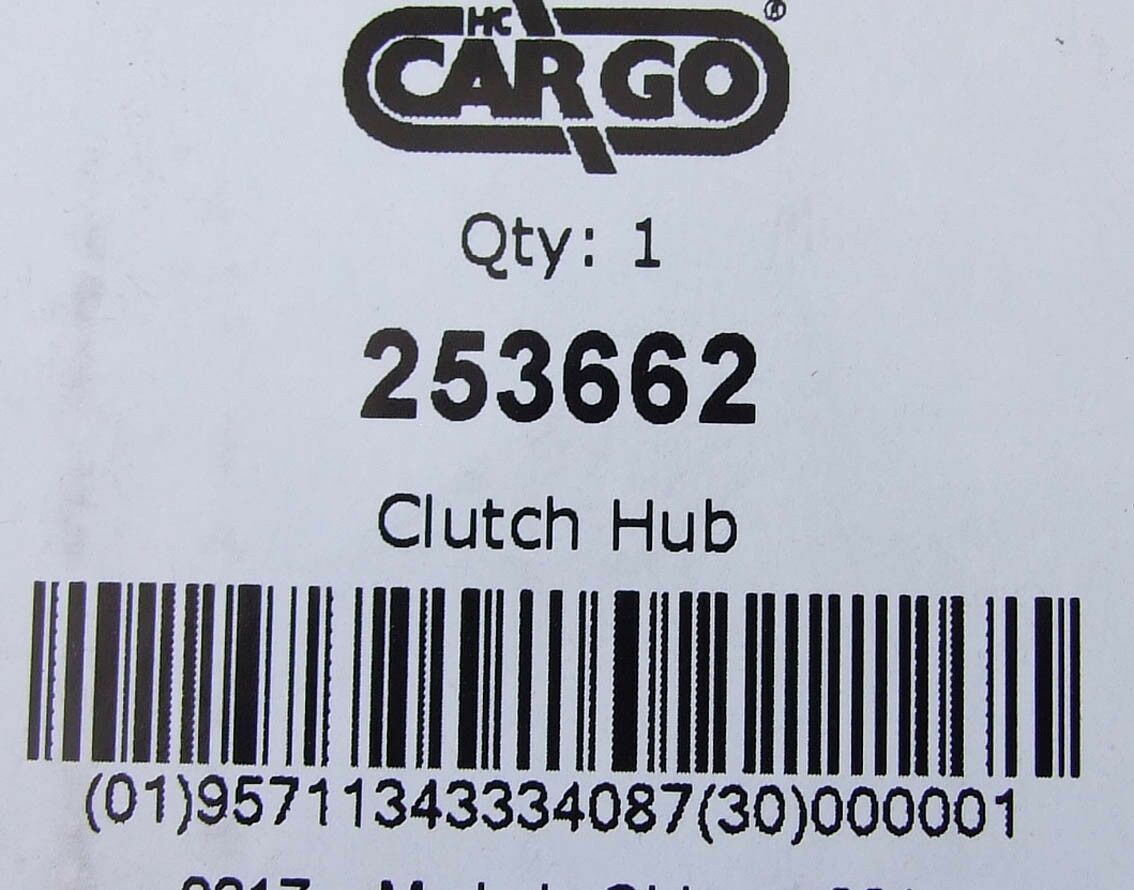 HC
CARGO®
Qty: 1
253662
Clutch Hub
(01)95711343334087(30)000001